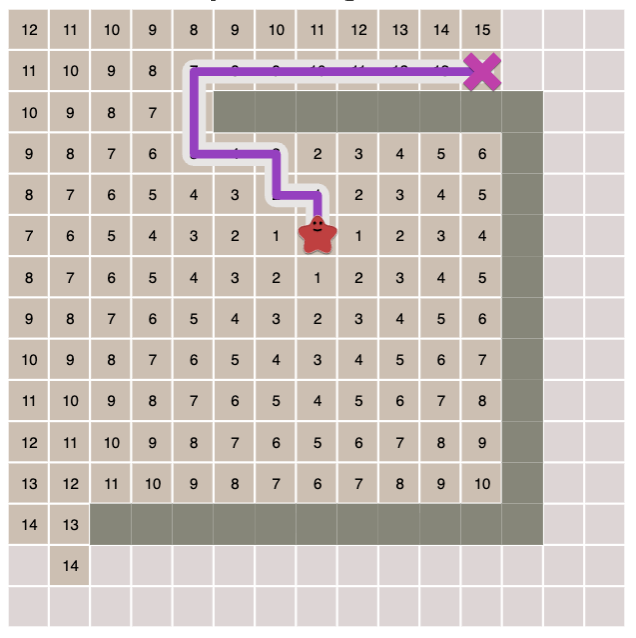 12 11 10 9 8 9 10 11 12 13 14 15
11 10 9 8
10 9 8 7
9 8 7 6 2 3 4 5 6
8 7 6 5 4 3 2 3 4 5
7 6 5 4 3 2 1 1 2 3 4
8 7 6 5 4 3 2 1 2 3 4 5
9 8 7 6 5 4 3 2 3 4 5 6
10 9 8 7 6 5 4 3 4 5 6 7
11 10 9 8 7 6 5 4 5 6 7 8
12 11 10 9 8 7 6 5 6 7 8 9
13 12 11 10 9 8 7 6 7 8 9 10
14 13
14